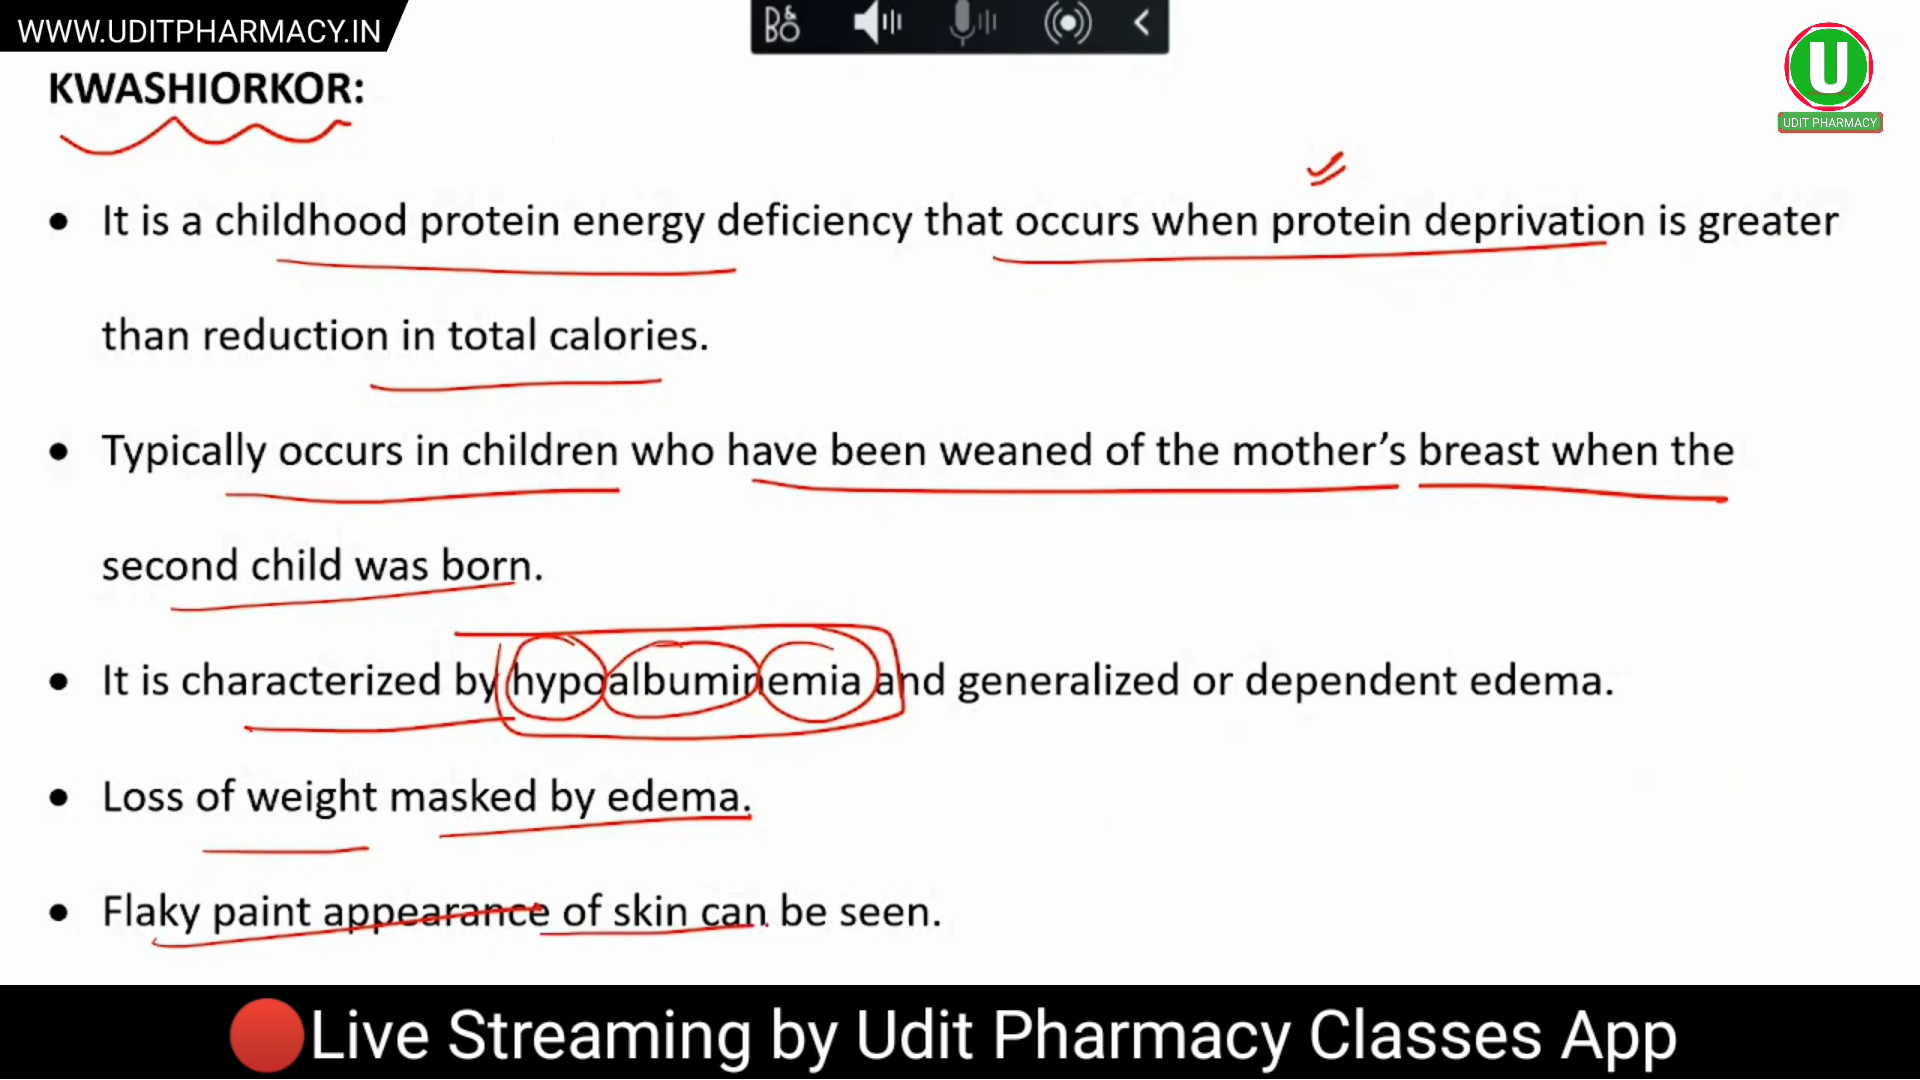 WWW.UDITPHARMACY.IN
B&O
U
UDIT PHARMACY
KWASHIORKOR:
• It is a childhood protein energy deficiency that occurs when protein deprivation is greater
than reduction in total calories.
• Typically occurs in children who have been weaned of the mother’s breast when the
second child was born.
• It is characterized by hypoalbuminemia and generalized or dependent edema.
• Loss of weight masked by edema.
• Flaky paint appearance of skin can be seen.
Live Streaming by Udit Pharmacy Classes App